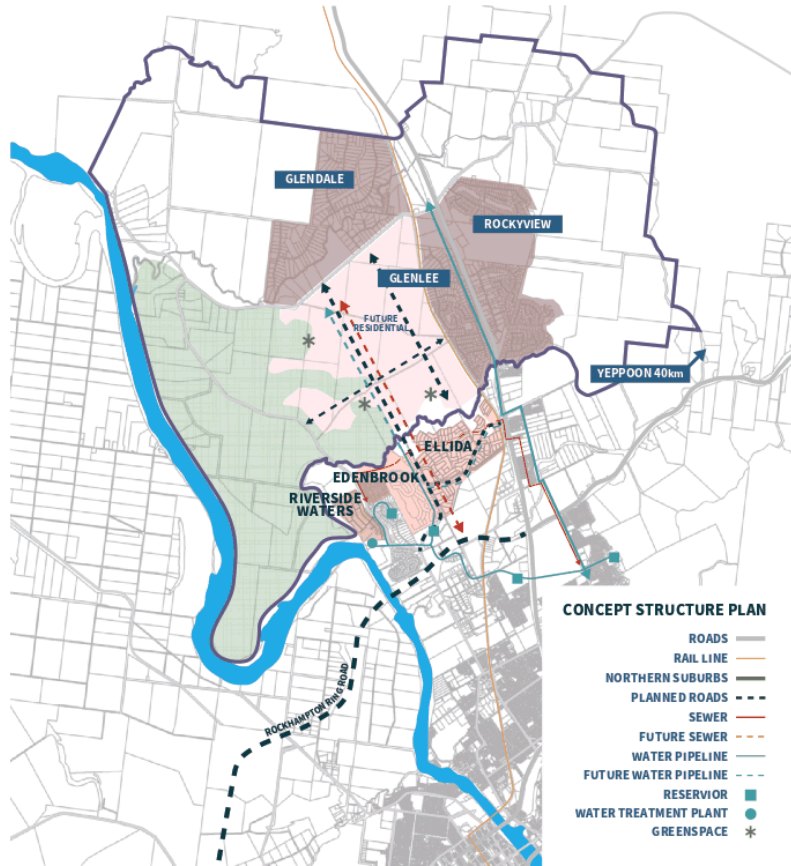 GLENDALE
ROCKYVIEW
GLENLEE
FUTURE
RESIDENTIAL
YEPPOON 40km
ELLIDA
EDENBROOK
RIVERSIDE
WATERS
ROCKHAMPTON RING ROAD
CONCEPT STRUCTURE PLAN
ROADS
RAIL LINE
NORTHERN SUBURBS
PLANNED ROADS
SEWER
FUTURE SEWER
WATER PIPELINE
FUTURE WATER PIPELINE
RESERVIOR
WATER TREATMENT PLANT
GREENSPACE